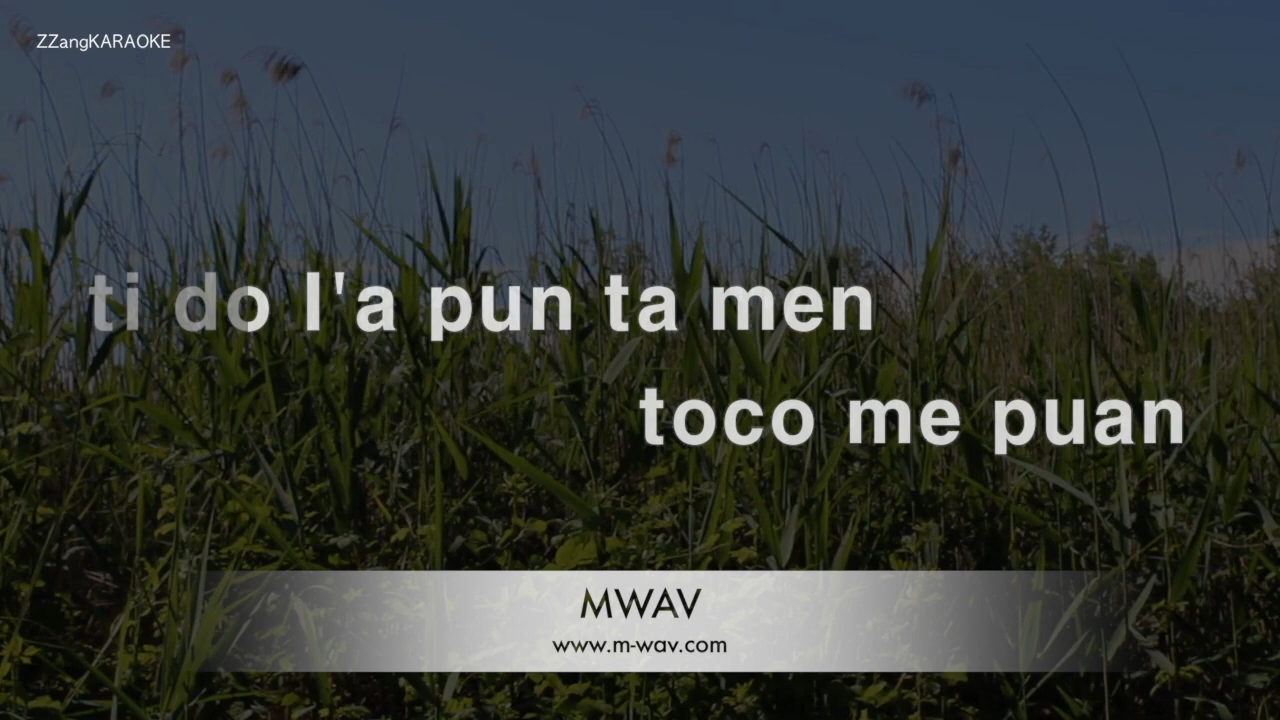 ZZangKARAOKE
ti do l'a pun ta men
toco me puan
MWAV
www.m-wav.com